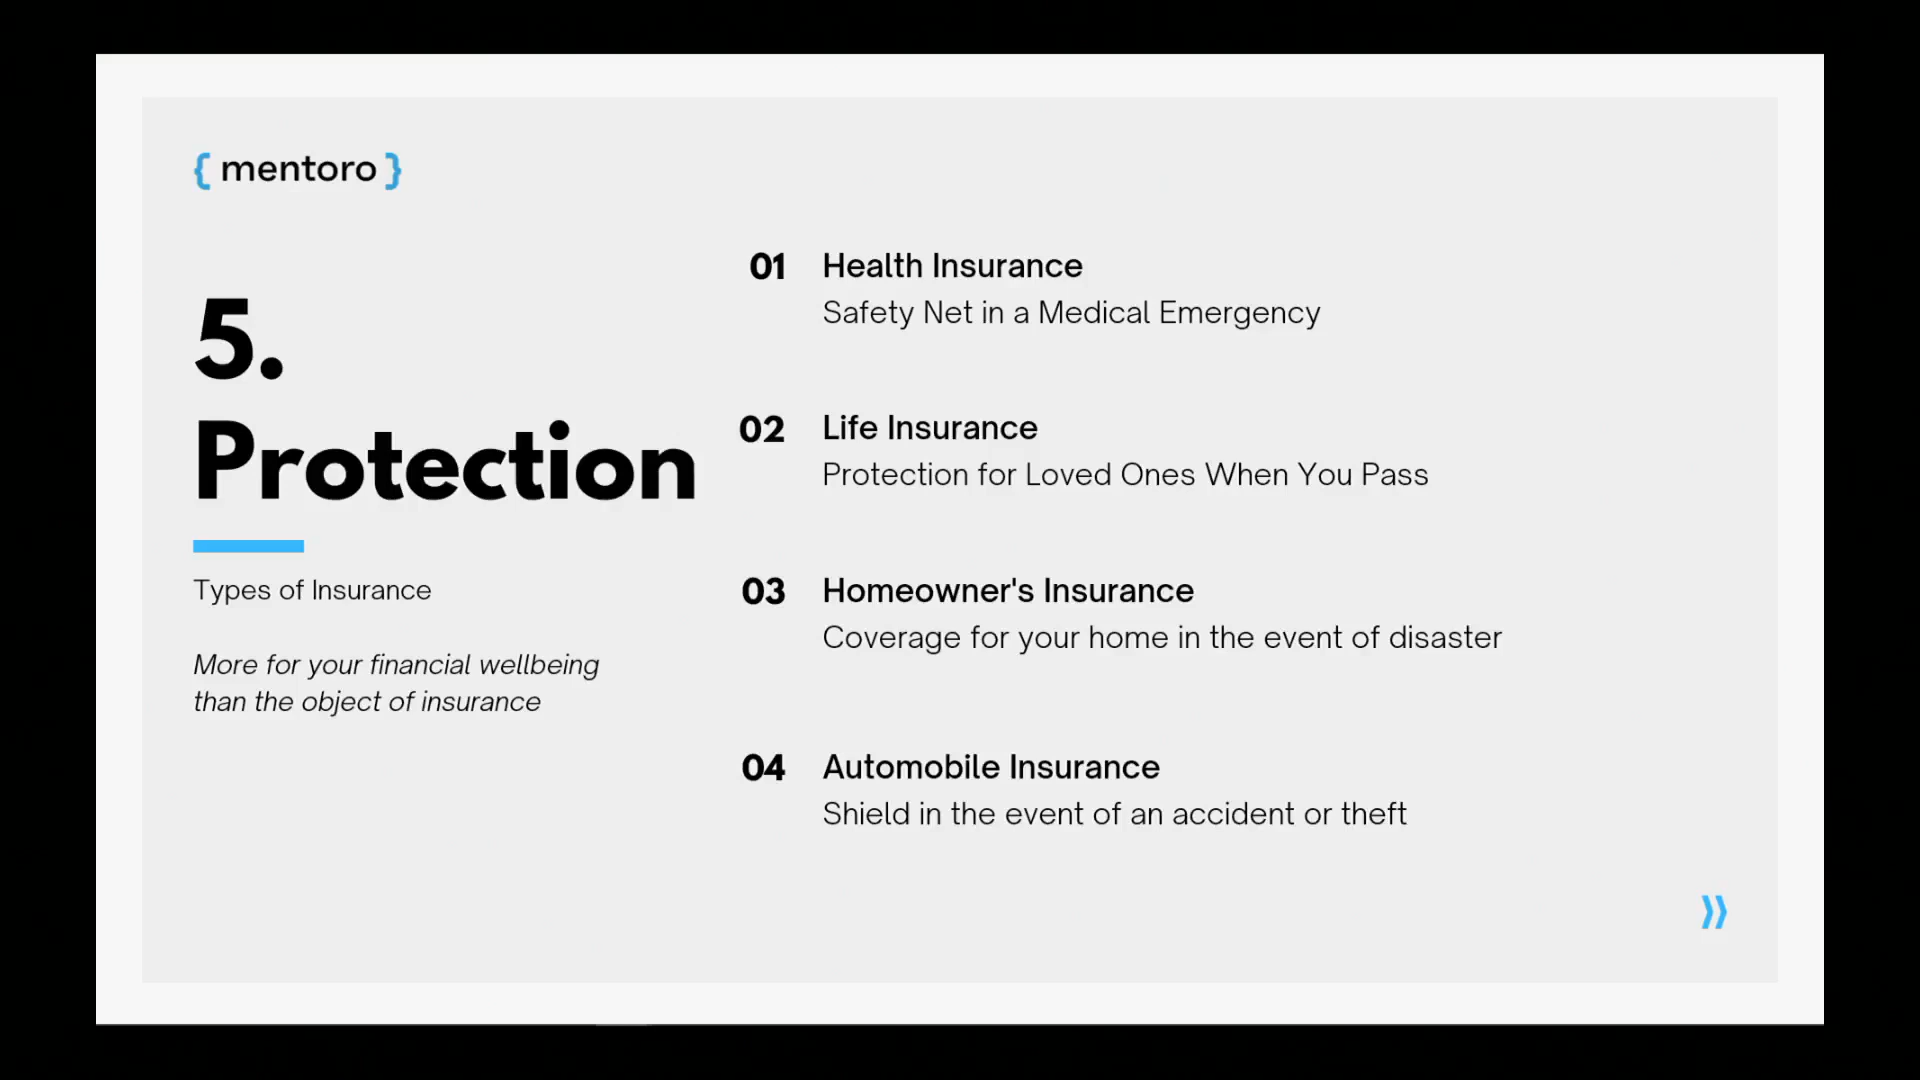 { mentoro }
5.
Protection
Types of Insurance
More for your financial wellbeing
than the object of insurance
01 Health Insurance
Safety Net in a Medical Emergency
02 Life Insurance
Protection for Loved Ones When You Pass
03 Homeowner's Insurance
Coverage for your home in the event of disaster
04 Automobile Insurance
Shield in the event of an accident or theft